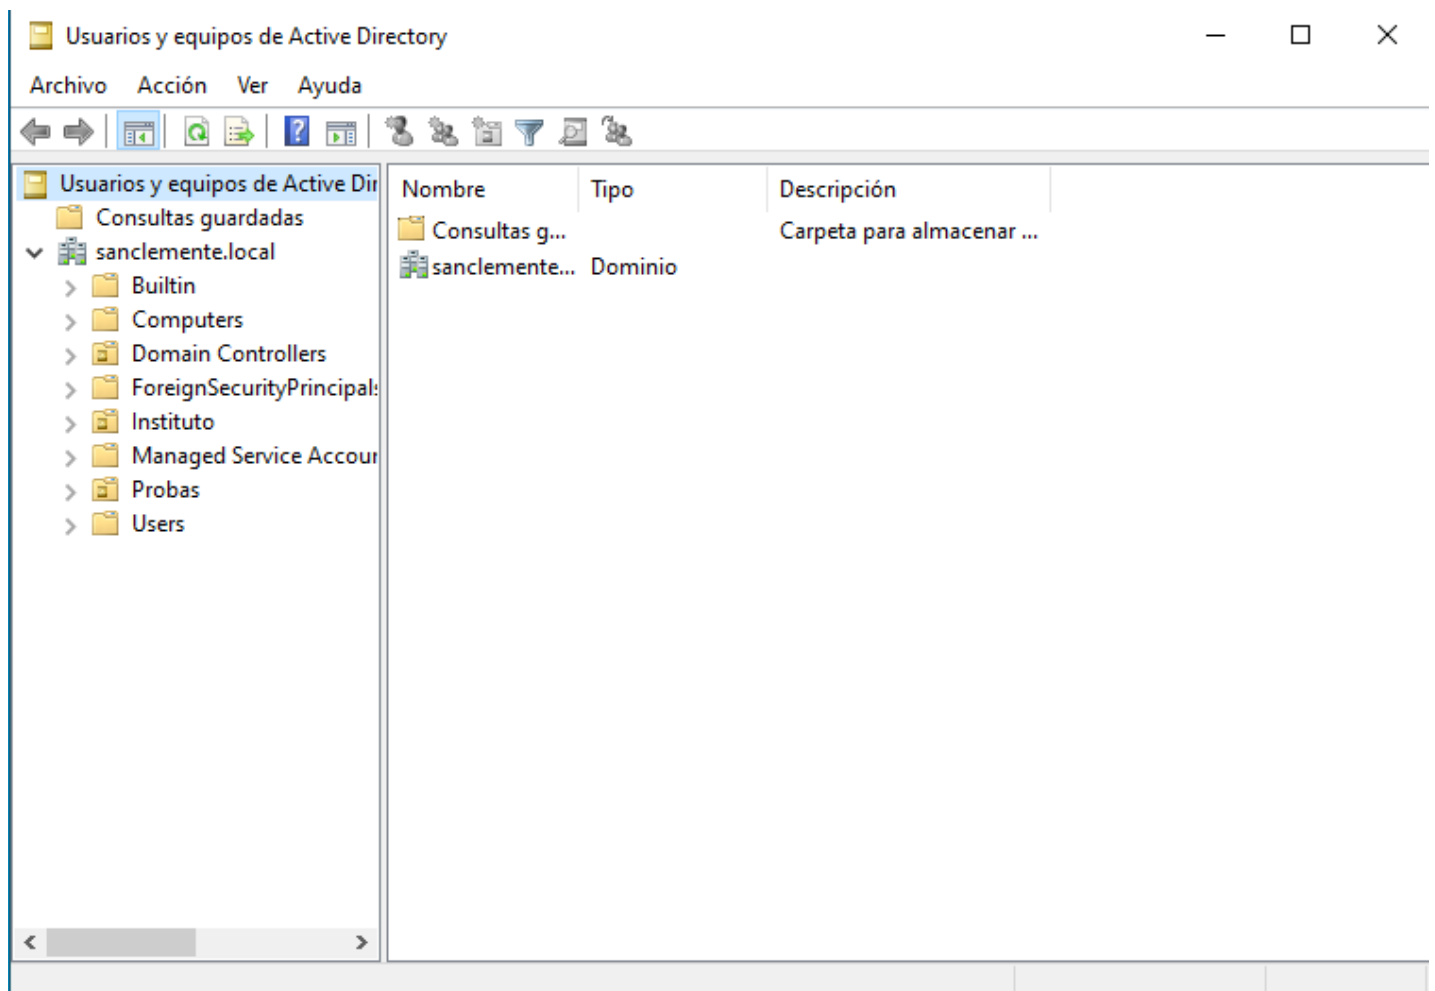 Usuarios y equipos de Active Directory
Archivo Acción Ver Ayuda
Usuarios y equipos de Active Dir
Consultas guardadas
sanclemente.local
Builtin
Computers
Domain Controllers
ForeignSecurityPrincipals
Instituto
Managed Service Accour
Probas
Users
Nombre Tipo Descripción
Consultas g... Carpeta para almacenar ...
sanclemente... Dominio